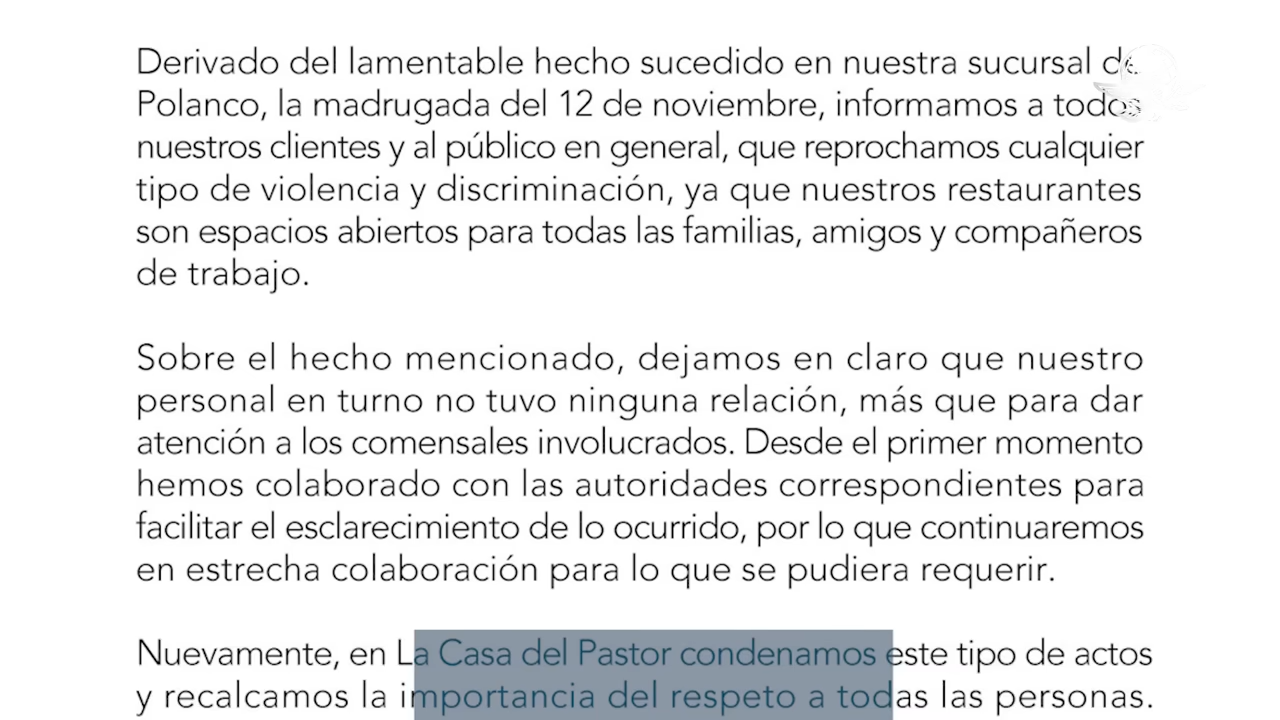 Derivado del lamentable hecho sucedido en nuestra sucursal de
Polanco, la madrugada del 12 de noviembre, informamos a todos
nuestros clientes y al público en general, que reprochamos cualquier
tipo de violencia y discriminación, ya que nuestros restaurantes
son espacios abiertos para todas las familias, amigos y compañeros
de trabajo.
Sobre el hecho mencionado, dejamos en claro que nuestro
personal en turno no tuvo ninguna relación, más que para dar
atención a los comensales involucrados. Desde el primer momento
hemos colaborado con las autoridades correspondientes para
facilitar el esclarecimiento de lo ocurrido, por lo que continuaremos
en estrecha colaboración para lo que se pudiera requerir.
Nuevamente, en La Casa del Pastor condenamos este tipo de actos
y recalcamos la importancia del respeto a todas las personas.